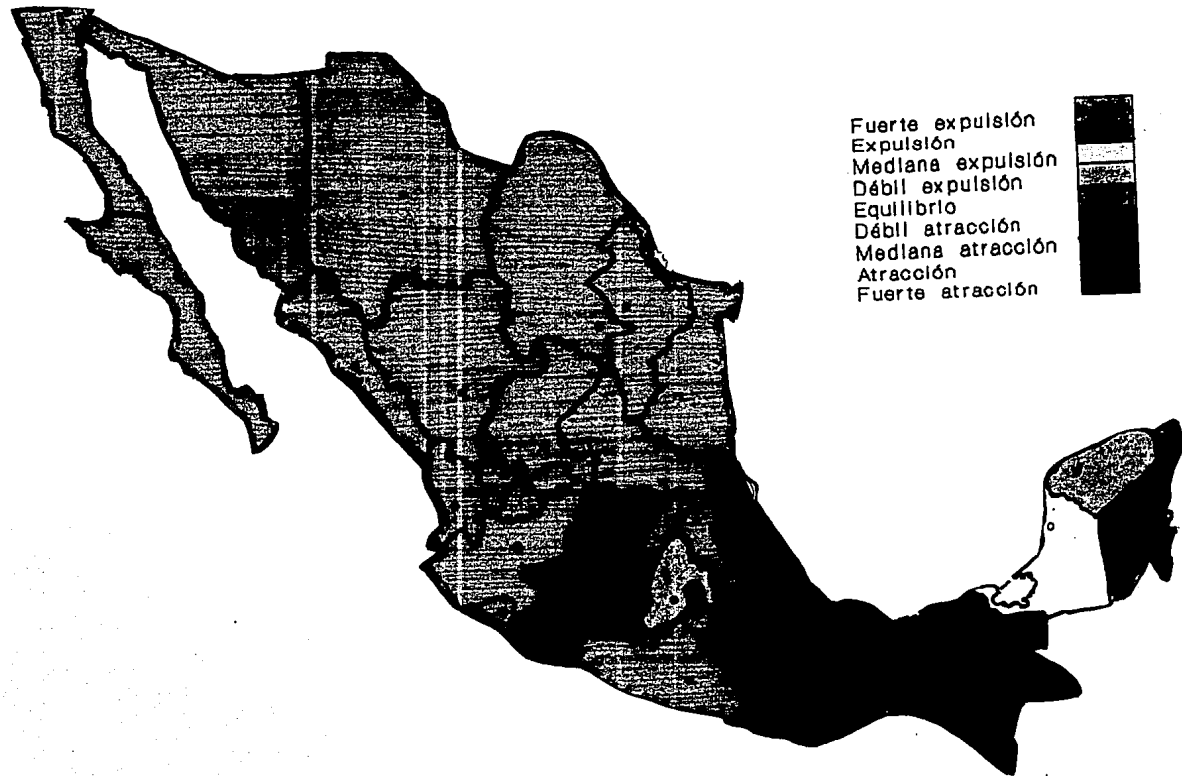 Fuerte expulsión
Expulsión
Mediana expulsión
Débil expulsión
Equilibrio
Débil atracción
Mediana atracción
Atracción
Fuerte atracción